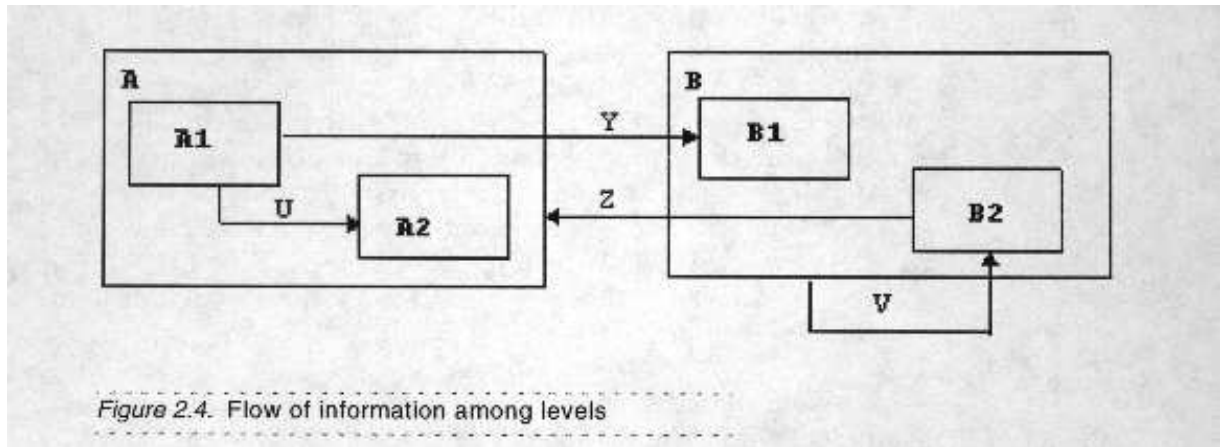 A
B
A1
Y
B1
U
A2
Z
B2
V
Figure 2.4. Flow of information among levels